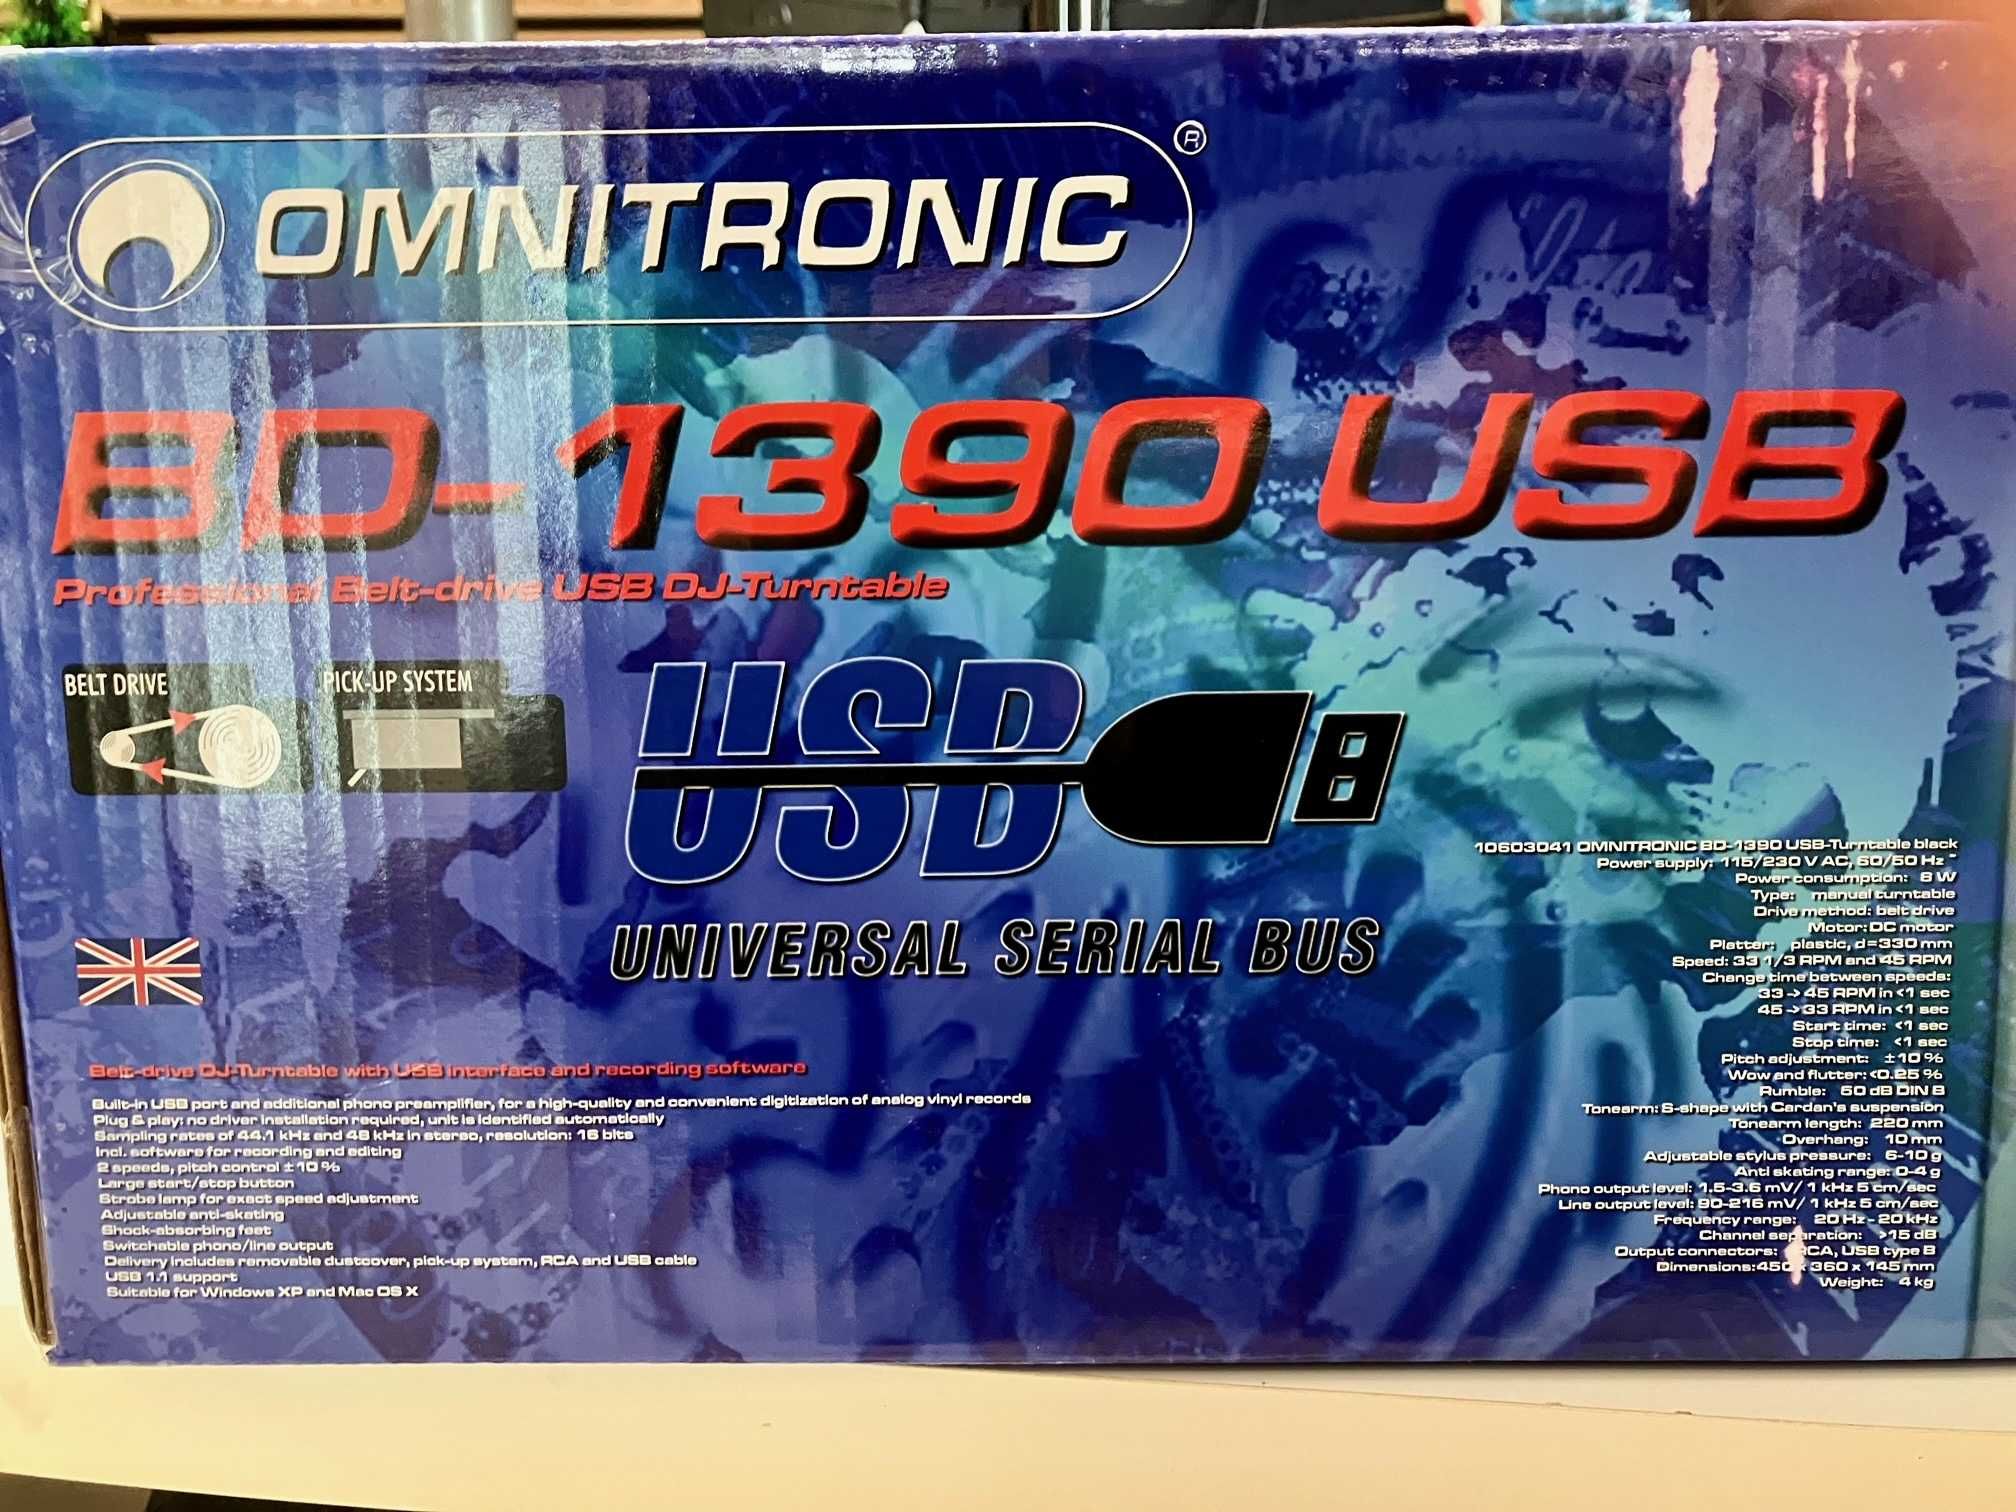 OMNITRONIC ®
BD-1390 USB
Professional Belt-drive USB DJ-Turntable
BELT DRIVE
PICK-UP SYSTEM
USB
UNIVERSAL SERIAL BUS
Belt-drive DJ-Turntable with USB interface and recording software
Built-in USB port and additional phono preamplifier, for a high-quality and convenient digitization of analog vinyl records
Plug & play: no driver installation required, unit is identified automatically
Sampling rates of 44.1 kHz and 48 kHz in stereo, resolution: 16 bits
Incl. software for recording and editing
2 speeds, pitch control ±10 %
Large start/stop button
Strobe lamp for exact speed adjustment
Adjustable anti-skating
Shock-absorbing feet
Switchable phono/line output
Delivery includes removable dustcover, pick-up system, RCA and USB cable
USB 1.1 support
Suitable for Windows XP and Mac OS X
10603041 OMNITRONIC BD-1390 USB-Turntable black
Power supply: 115/230 V AC, 60/50 Hz ~
Power consumption: 8 W
Type: manual turntable
Drive method: belt drive
Motor: DC motor
Platter: plastic, d=330 mm
Speed: 33 1/3 RPM and 45 RPM
Change time between speeds:
33 -> 45 RPM in <1 sec
45 -> 33 RPM in <1 sec
Start time: <1 sec
Stop time: <1 sec
Pitch adjustment: ±10 %
Wow and flutter: <0.25 %
Rumble: 50 dB DIN B
Tonearm: S-shape with Cardan's suspension
Tonearm length: 220 mm
Overhang: 10 mm
Adjustable stylus pressure: 6-10 g
Anti skating range: 0-4 g
Phono output level: 1.5-3.6 mV/ 1 kHz 5 cm/sec
Line output level: 90-216 mV/ 1 kHz 5 cm/sec
Frequency range: 20 Hz - 20 kHz
Channel separation: >15 dB
Output connectors: RCA, USB type B
Dimensions: 450 x 360 x 145 mm
Weight: 4 kg